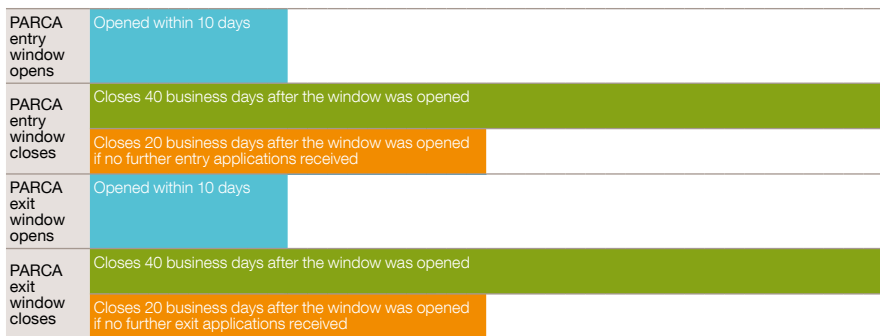 PARCA
entry
window
opens
Opened within 10 days
PARCA
entry
window
closes
Closes 40 business days after the window was opened
Closes 20 business days after the window was opened
if no further entry applications received
PARCA
exit
window
opens
Opened within 10 days
PARCA
exit
window
closes
Closes 40 business days after the window was opened
Closes 20 business days after the window was opened
if no further exit applications received